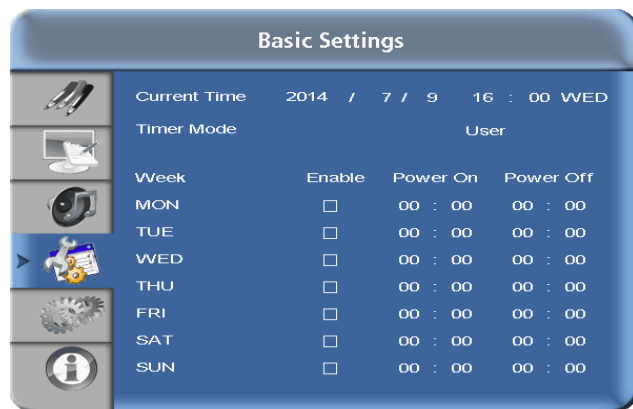 Basic Settings
Current Time 2014 / 7 / 9 16 : 00 WED
Timer Mode User
Week Enable Power On Power Off
MON 00 : 00 00 : 00
TUE 00 : 00 00 : 00
WED 00 : 00 00 : 00
THU 00 : 00 00 : 00
FRI 00 : 00 00 : 00
SAT 00 : 00 00 : 00
SUN 00 : 00 00 : 00